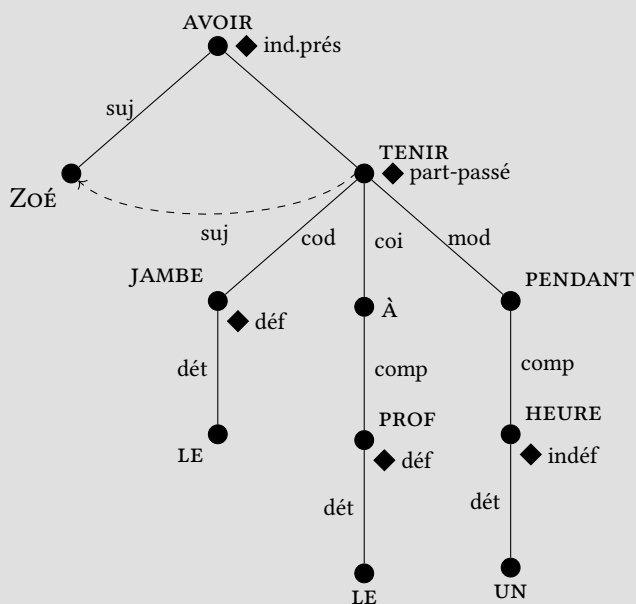 AVOIR
ind.prés
suj
TENIR
part-passé
ZOÉ
suj
cod
coi
mod
JAMBE
PENDANT
À
déf
dét
comp
comp
PROF
HEURE
LE
déf
indéf
dét
dét
LE
UN